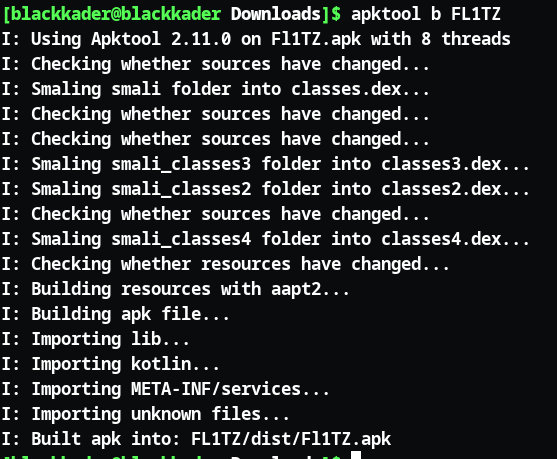 [blackkader@blackkader Downloads]$ apktool b FL1TZ
I: Using Apktool 2.11.0 on Fl1TZ.apk with 8 threads
I: Checking whether sources have changed...
I: Smaling smali folder into classes.dex...
I: Checking whether sources have changed...
I: Checking whether sources have changed...
I: Smaling smali_classes3 folder into classes3.dex...
I: Smaling smali_classes2 folder into classes2.dex...
I: Checking whether sources have changed...
I: Smaling smali_classes4 folder into classes4.dex...
I: Checking whether resources have changed...
I: Building resources with aapt2...
I: Building apk file...
I: Importing lib...
I: Importing kotlin...
I: Importing META-INF/services...
I: Importing unknown files...
I: Built apk into: FL1TZ/dist/Fl1TZ.apk
[blackkader@blackkader Downloads]$